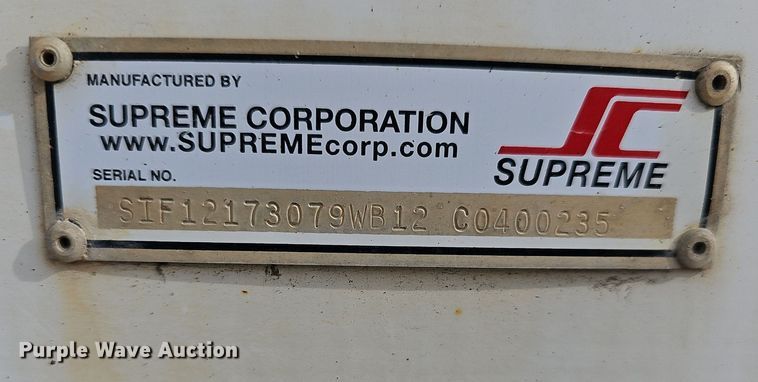 MANUFACTURED BY
SUPREME CORPORATION
www.SUPREMEcorp.com
SC
SUPREME
SERIAL NO.
SIF12173079WB12 C0400235
Purple Wave Auction